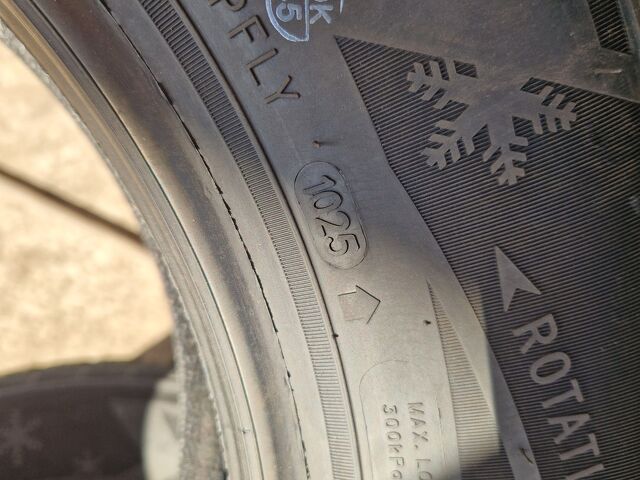 PFLY
1025
ROTATI
MAX. LO
300kPa